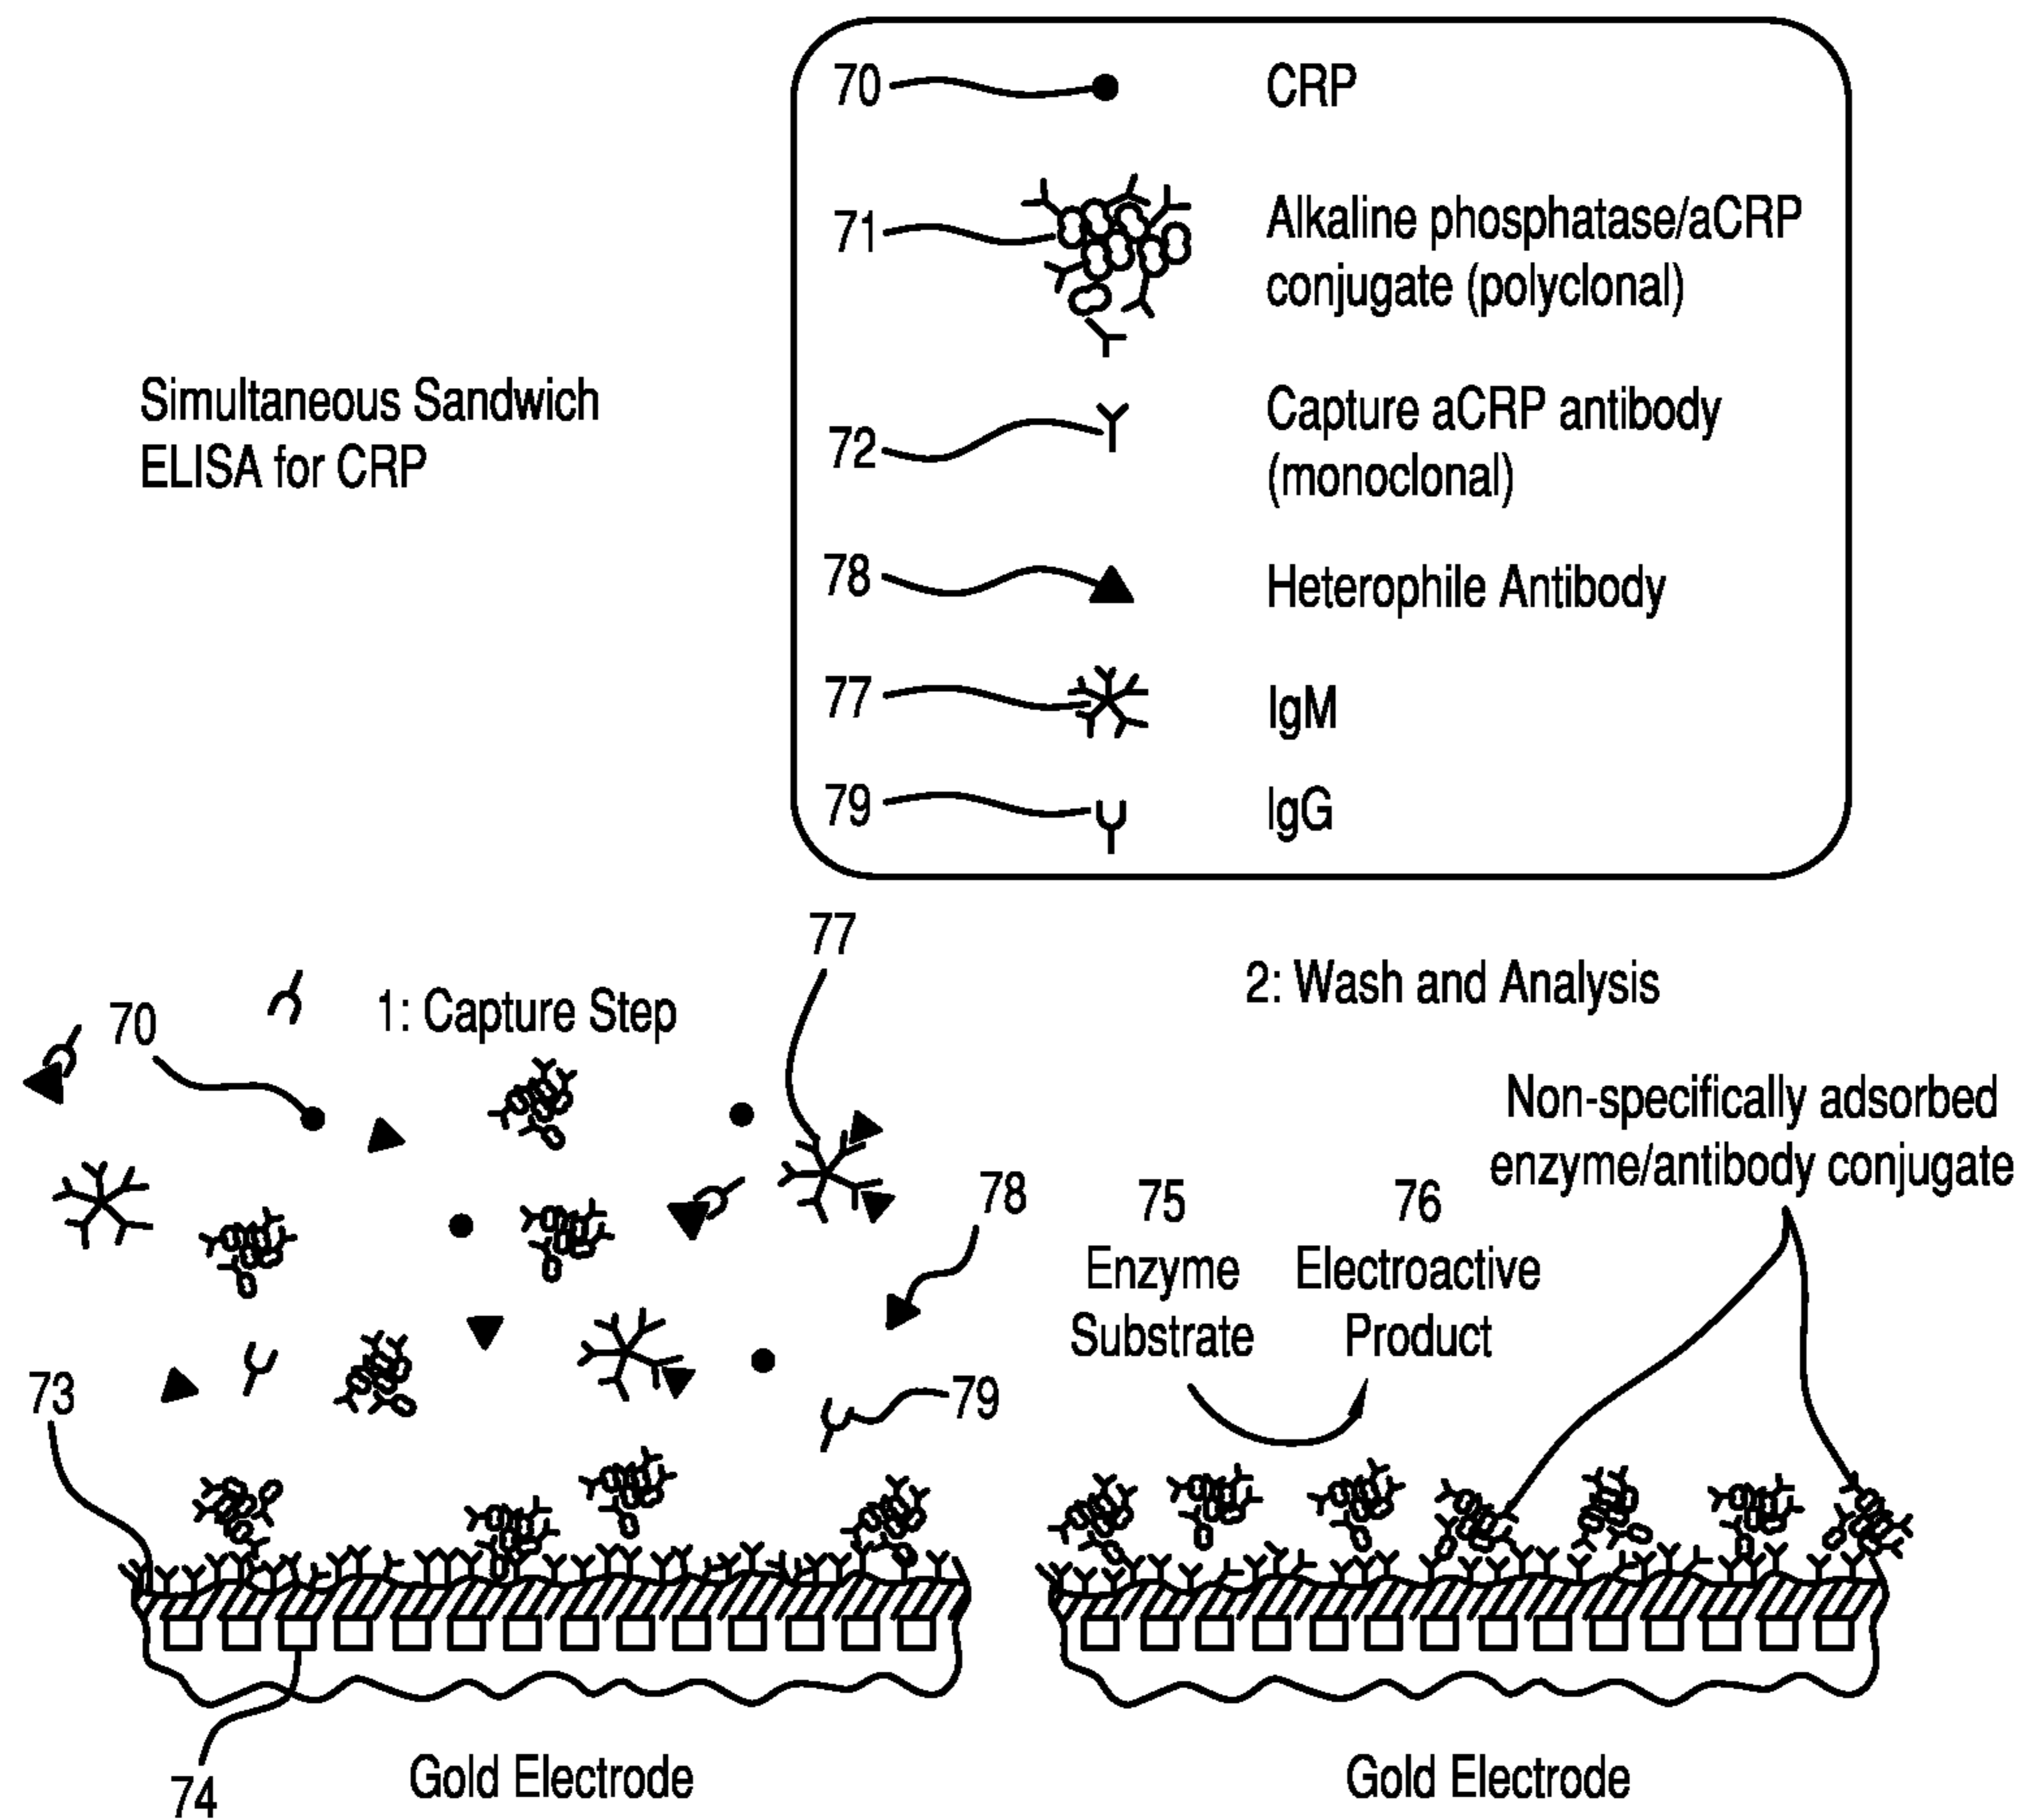 70 CRP
71 Alkaline phosphatase/aCRP
conjugate (polyclonal)
Simultaneous Sandwich
ELISA for CRP
72 Capture aCRP antibody
(monoclonal)
78 Heterophile Antibody
77 IgM
79 IgG
77
70
1: Capture Step
2: Wash and Analysis
Non-specifically adsorbed
enzyme/antibody conjugate
78
75
76
Enzyme
Substrate
Electroactive
Product
73
79
74
Gold Electrode
Gold Electrode